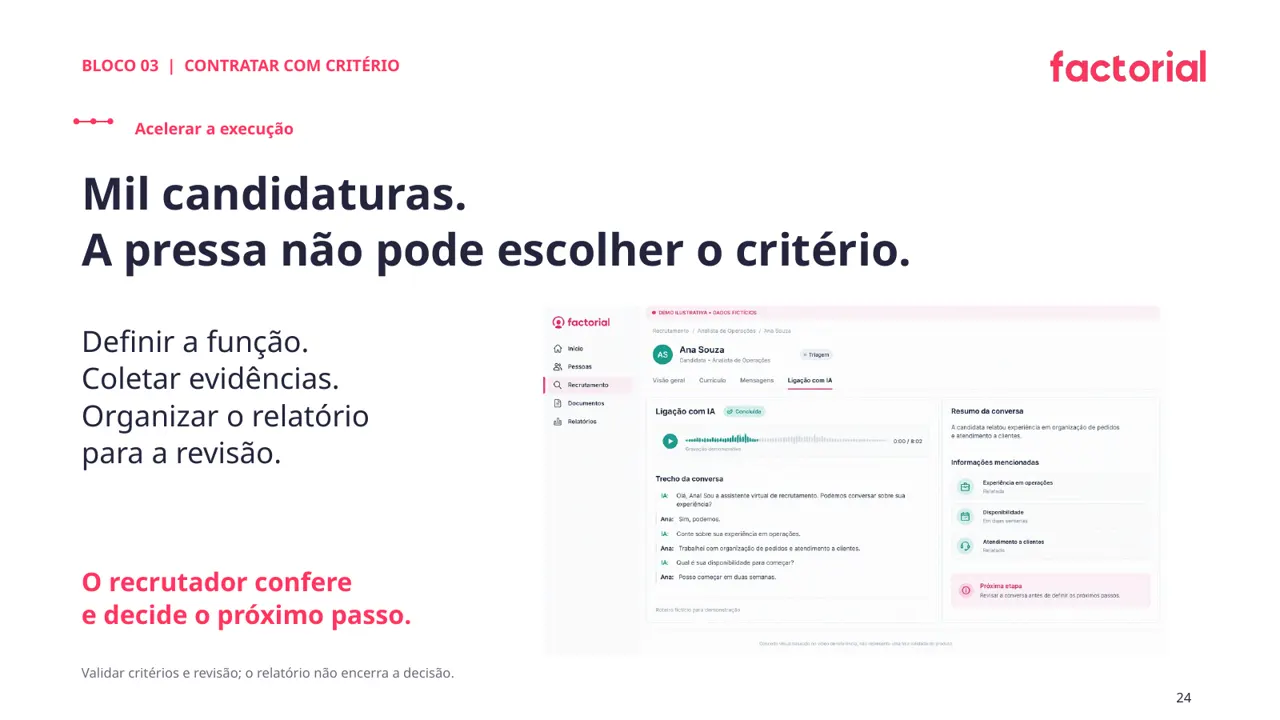 BLOCO 03 | CONTRATAR COM CRITÉRIO
factorial
Acelerar a execução
Mil candidaturas.
A pressa não pode escolher o critério.
Definir a função.
Coletar evidências.
Organizar o relatório
para a revisão.
O recrutador confere
e decide o próximo passo.
Validar critérios e revisão; o relatório não encerra a decisão.
factorial
Início
Pessoas
Recrutamento
Documentos
Relatórios
DEMO ILUSTRATIVA • DADOS FICTÍCIOS
Recrutamento / Analista de Operações / Ana Souza
AS
Ana Souza
Candidata • Analista de Operações
Triagem
Visão geral
Currículo
Mensagens
Ligação com IA
Ligação com IA
Concluída
0:00 / 8:02
Gravação demonstrativa
Trecho da conversa
IA: Olá, Ana! Sou a assistente virtual de recrutamento. Podemos conversar sobre sua
experiência?
Ana: Sim, podemos.
IA: Conte sobre sua experiência em operações.
Ana: Trabalhei com organização de pedidos e atendimento a clientes.
IA: Qual é sua disponibilidade para começar?
Ana: Posso começar em duas semanas.
Roteiro fictício para demonstração
Resumo da conversa
A candidata relatou experiência em organização de pedidos
e atendimento a clientes.
Informações mencionadas
Experiência em operações
Relatada
Disponibilidade
Em duas semanas
Atendimento a clientes
Relatado
Próxima etapa
Revisar a conversa antes de definir os próximos passos.
24